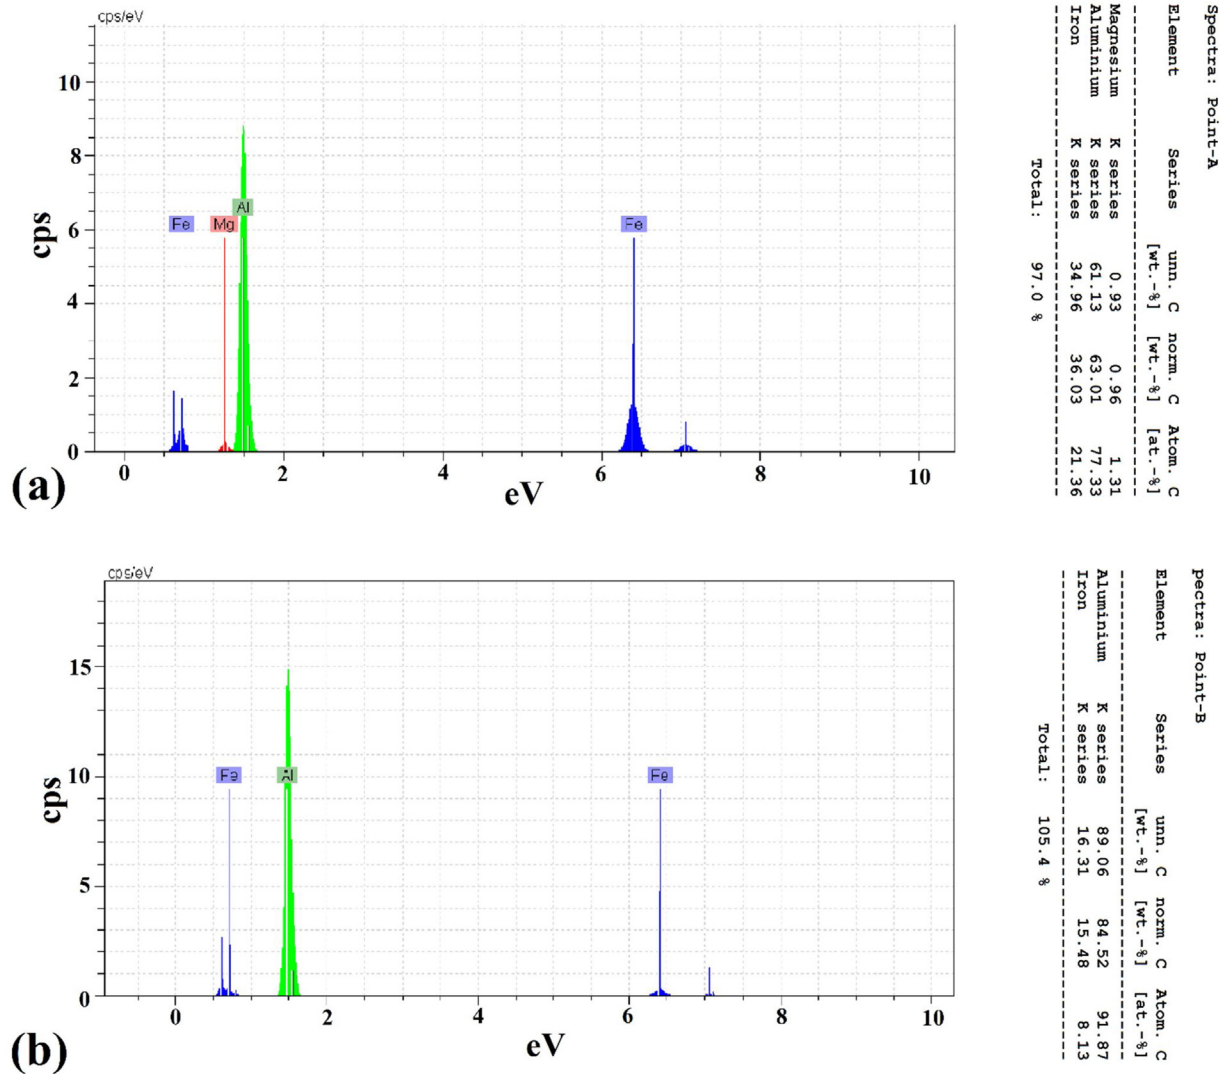 cps/eV
10
8
6
4
2
0
cps
Fe
Mg
Al
Fe
0 2 4 6 8 10
eV
(a)
Spectra: Point-A
Element Series unn. C norm. C Atom. C
[wt.-%] [wt.-%] [at.-%]
Magnesium K series 0.93 0.96 1.31
Aluminium K series 61.13 63.01 77.33
Iron K series 34.96 36.03 21.36
Total: 97.0 %
cps/eV
15
10
5
0
cps
Fe
Al
Fe
0 2 4 6 8 10
eV
(b)
pectra: Point-B
Element Series unn. C norm. C Atom. C
[wt.-%] [wt.-%] [at.-%]
Aluminium K series 89.06 84.52 91.87
Iron K series 16.31 15.48 8.13
Total: 105.4 %